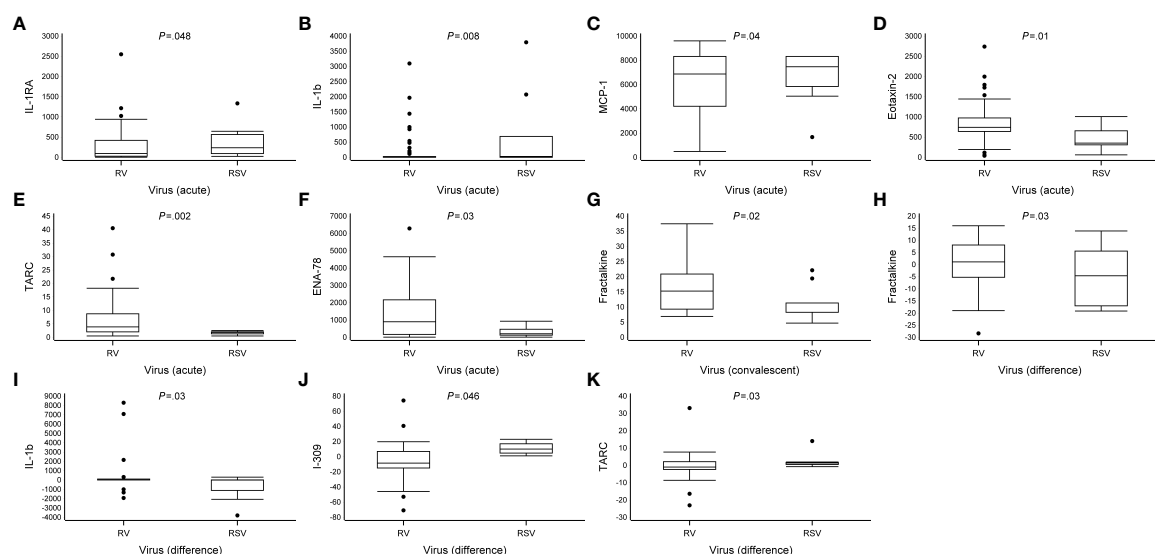 A
P=.048
3000
2500
2000
1500
1000
500
0
IL-1RA
RV
RSV
Virus (acute)
B
P=.008
4000
3500
3000
2500
2000
1500
1000
500
0
IL-1b
RV
RSV
Virus (acute)
C
P=.04
10000
8000
6000
4000
2000
0
MCP-1
RV
RSV
Virus (acute)
D
P=.01
3000
2500
2000
1500
1000
500
0
Eotaxin-2
RV
RSV
Virus (acute)
E
P=.002
45
40
35
30
25
20
15
10
5
0
TARC
RV
RSV
Virus (acute)
F
P=.03
7000
6000
5000
4000
3000
2000
1000
0
ENA-78
RV
RSV
Virus (acute)
G
P=.02
40
35
30
25
20
15
10
5
0
Fractalkine
RV
RSV
Virus (convalescent)
H
P=.03
20
15
10
5
0
-5
-10
-15
-20
-25
-30
Fractalkine
RV
RSV
Virus (difference)
I
P=.03
9000
8000
7000
6000
5000
4000
3000
2000
1000
0
-1000
-2000
-3000
4000
IL-1b
RV
RSV
Virus (difference)
J
P=.046
80
60
40
20
0
-20
-40
-60
-80
I-309
RV
RSV
Virus (difference)
K
P=.03
40
30
20
10
0
-10
-20
-30
TARC
RV
RSV
Virus (difference)